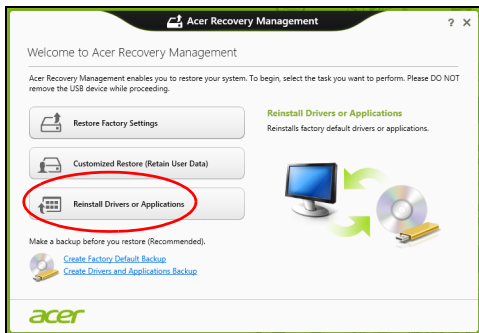 Acer Recovery Management
? ×
Welcome to Acer Recovery Management
Acer Recovery Management enables you to restore your system. To begin, select the task you want to perform. Please DO NOT
remove the USB device while proceeding.
Restore Factory Settings
Customized Restore (Retain User Data)
Reinstall Drivers or Applications
Reinstall Drivers or Applications
Reinstalls factory default drivers or applications.
Make a backup before you restore (Recommended).
Create Factory Default Backup
Create Drivers and Applications Backup
acer